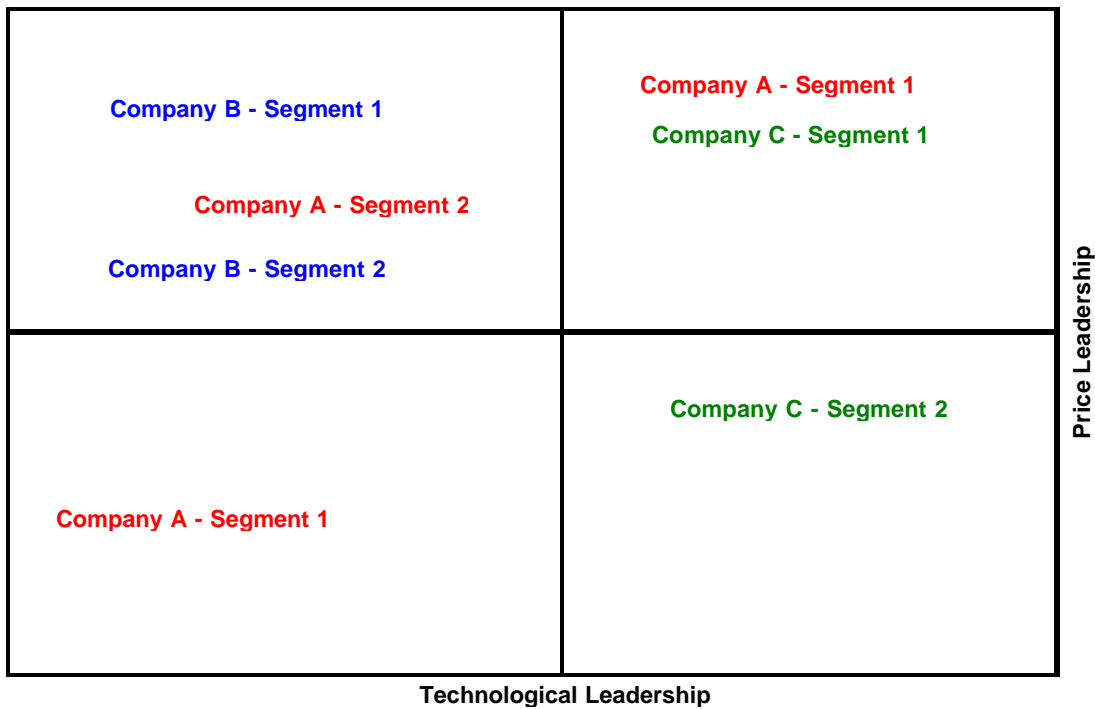 Company B - Segment 1
Company A - Segment 2
Company B - Segment 2
Company A - Segment 1
Company C - Segment 1
Company A - Segment 1
Company C - Segment 2
Price Leadership
Technological Leadership